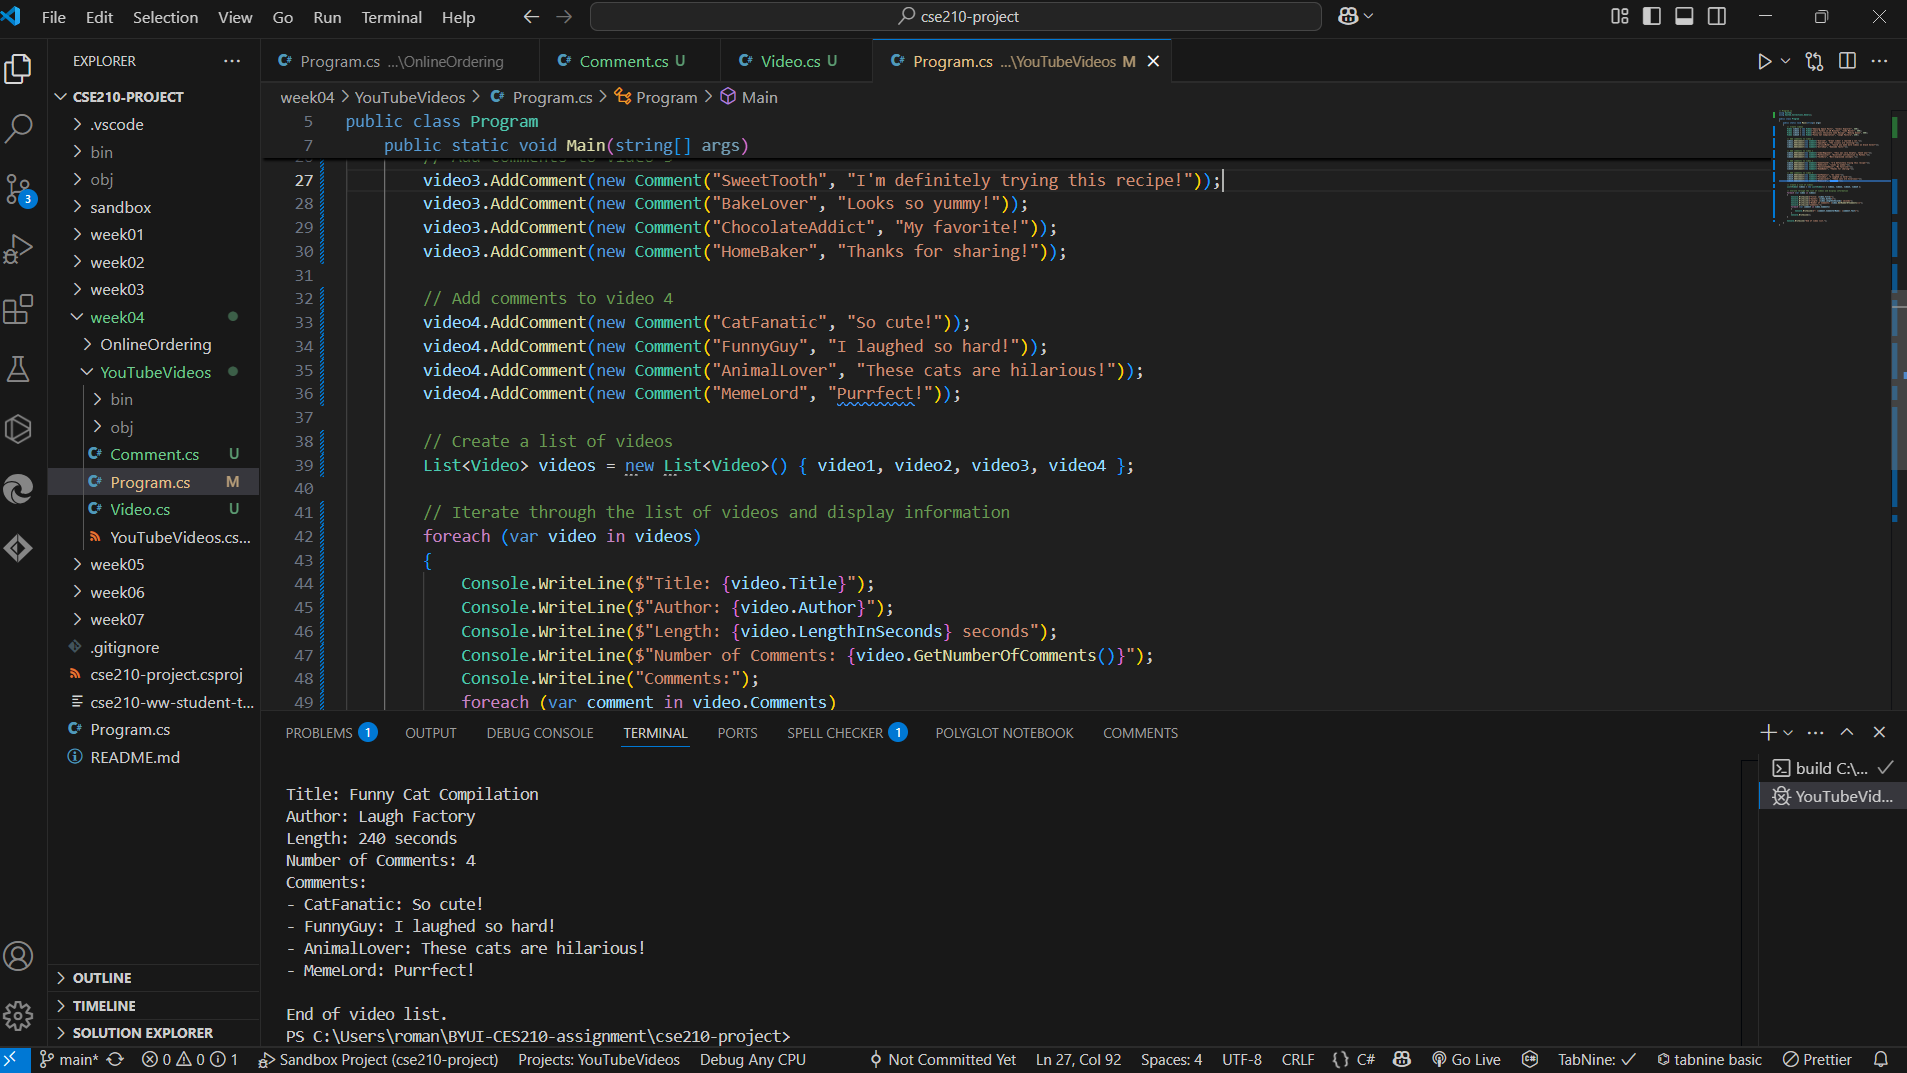 File Edit Selection View Go Run Terminal Help
cse210-project
EXPLORER
Program.cs ...\OnlineOrdering
Comment.cs U
Video.cs U
Program.cs ...\YouTubeVideos M
week04 > YouTubeVideos > Program.cs > Program > Main
CSE210-PROJECT
.vscode
bin
obj
sandbox
week01
week02
week03
week04
OnlineOrdering
YouTubeVideos
bin
obj
Comment.cs U
Program.cs M
Video.cs U
YouTubeVideos.cs...
week05
week06
week07
.gitignore
cse210-project.csproj
cse210-ww-student-t...
Program.cs
README.md
OUTLINE
TIMELINE
SOLUTION EXPLORER
3
5 public class Program
7 public static void Main(string[] args)
27 video3.AddComment(new Comment("SweetTooth", "I'm definitely trying this recipe!"));
28 video3.AddComment(new Comment("BakeLover", "Looks so yummy!"));
29 video3.AddComment(new Comment("ChocolateAddict", "My favorite!"));
30 video3.AddComment(new Comment("HomeBaker", "Thanks for sharing!"));
31
32 // Add comments to video 4
33 video4.AddComment(new Comment("CatFanatic", "So cute!"));
34 video4.AddComment(new Comment("FunnyGuy", "I laughed so hard!"));
35 video4.AddComment(new Comment("AnimalLover", "These cats are hilarious!"));
36 video4.AddComment(new Comment("MemeLord", "Purrfect!"));
37
38 // Create a list of videos
39 List<Video> videos = new List<Video>() { video1, video2, video3, video4 };
40
41 // Iterate through the list of videos and display information
42 foreach (var video in videos)
43 {
44 Console.WriteLine($"Title: {video.Title}");
45 Console.WriteLine($"Author: {video.Author}");
46 Console.WriteLine($"Length: {video.LengthInSeconds} seconds");
47 Console.WriteLine($"Number of Comments: {video.GetNumberOfComments()}");
48 Console.WriteLine("Comments:");
49 foreach (var comment in video.Comments)
PROBLEMS 1 OUTPUT DEBUG CONSOLE TERMINAL PORTS SPELL CHECKER 1 POLYGLOT NOTEBOOK COMMENTS
build C:\...
YouTubeVid...
Title: Funny Cat Compilation
Author: Laugh Factory
Length: 240 seconds
Number of Comments: 4
Comments:
- CatFanatic: So cute!
- FunnyGuy: I laughed so hard!
- AnimalLover: These cats are hilarious!
- MemeLord: Purrfect!
End of video list.
PS C:\Users\roman\BYUI-CES210-assignment\cse210-project>
main* 0 0 1 Sandbox Project (cse210-project) Projects: YouTubeVideos Debug Any CPU Not Committed Yet Ln 27, Col 92 Spaces: 4 UTF-8 CRLF {} C# Go Live TabNine: tabnine basic Prettier